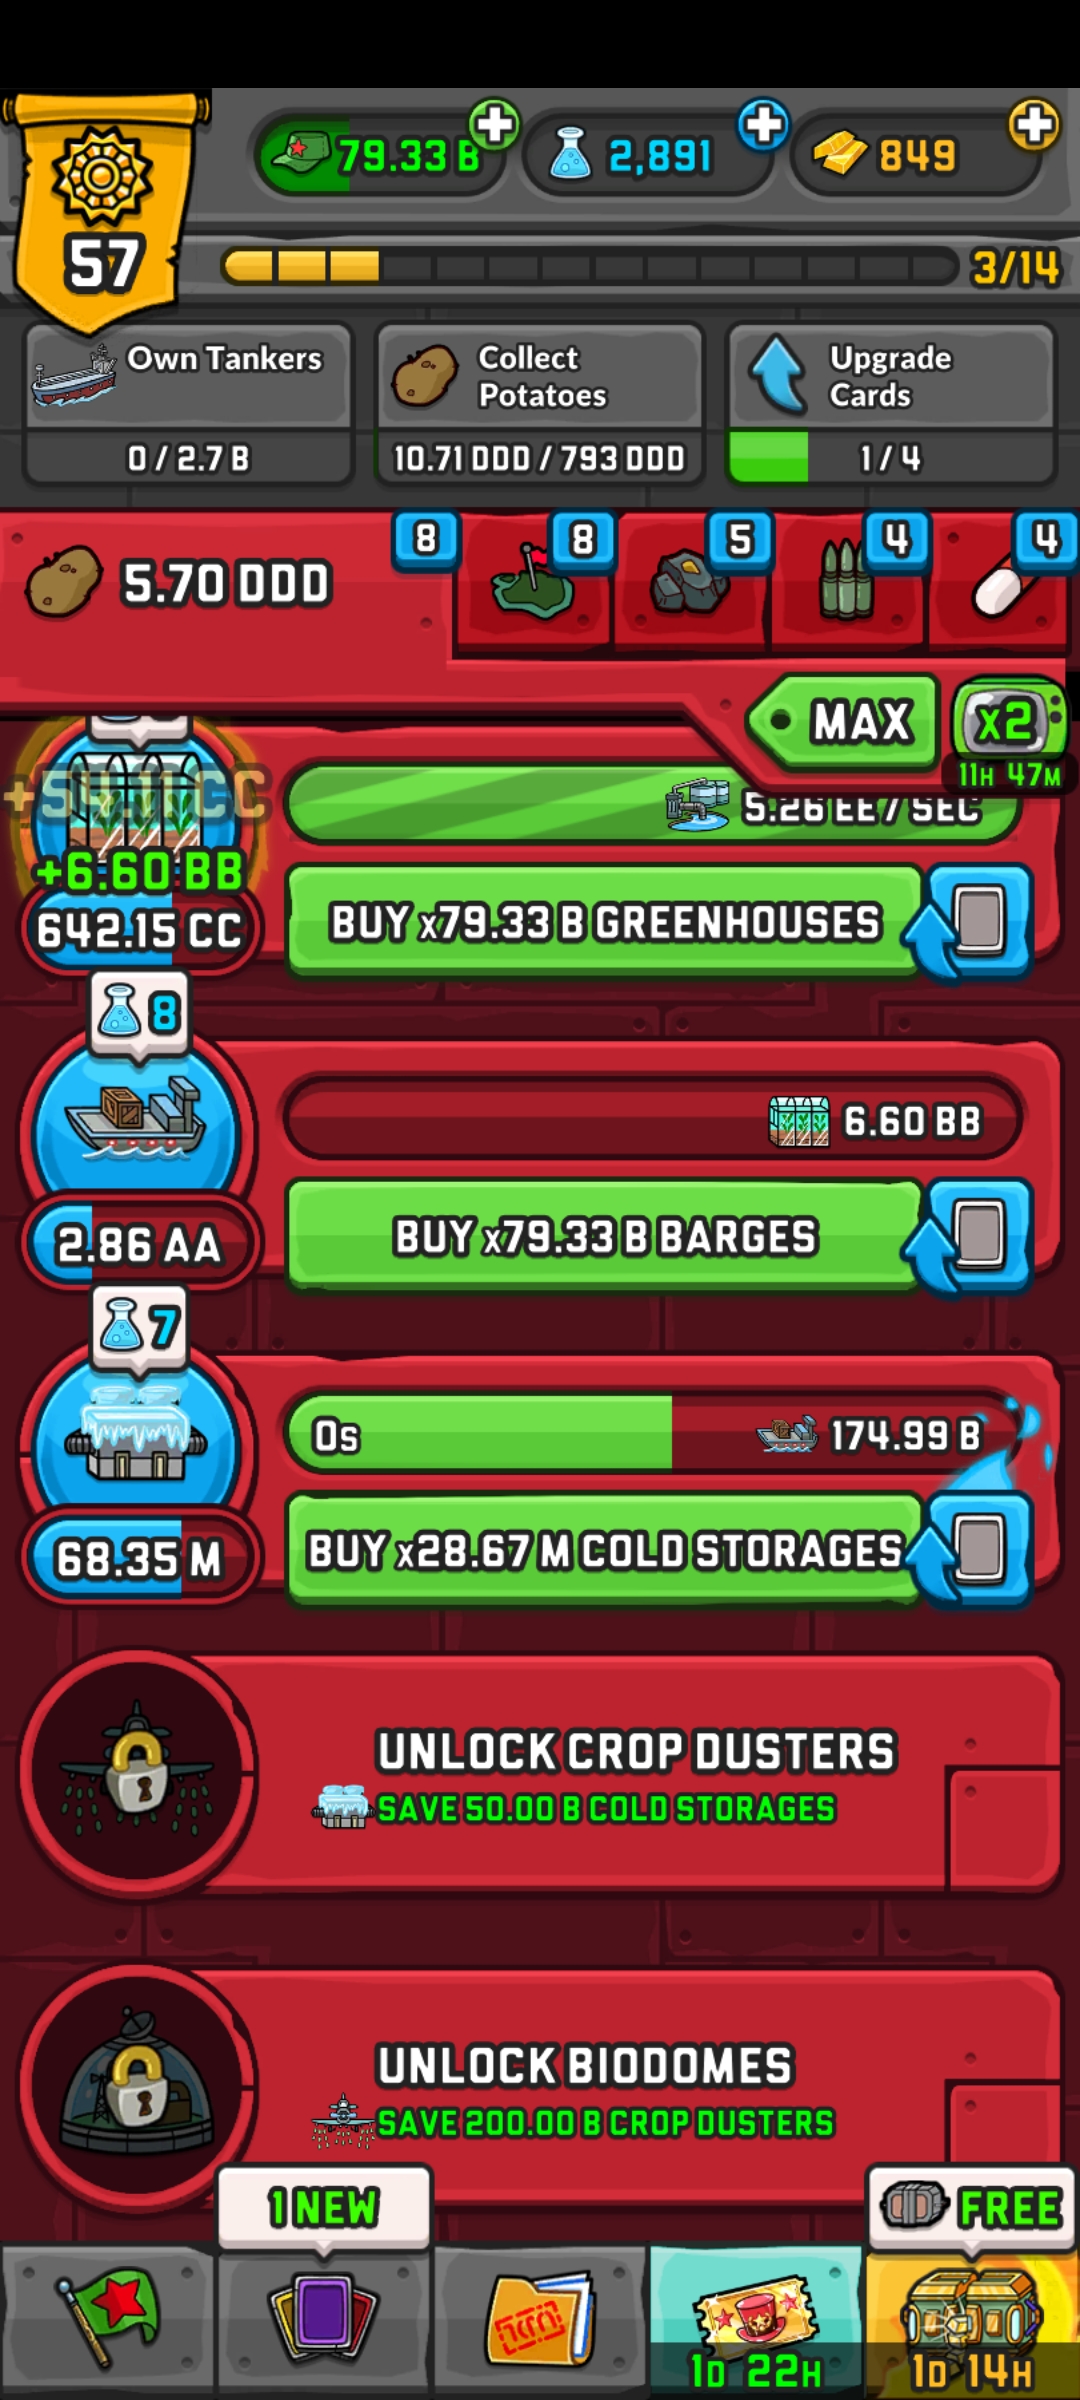 79.33 B
2,891
849
57
3/14
Own Tankers
0 / 2.7 B
Collect
Potatoes
10.71 DDD / 793 DDD
Upgrade
Cards
1 / 4
5.70 DDD
8
8
5
4
4
MAX
x2
11H 47M
+6.60 BB
642.15 CC
5.26 EE / SEC
BUY x79.33 B GREENHOUSES
8
6.60 BB
2.86 AA
BUY x79.33 B BARGES
7
0s
174.99 B
68.35 M
BUY x28.67 M COLD STORAGES
UNLOCK CROP DUSTERS
SAVE 50.00 B COLD STORAGES
UNLOCK BIODOMES
SAVE 200.00 B CROP DUSTERS
1 NEW
FREE
1D 22H
1D 14H